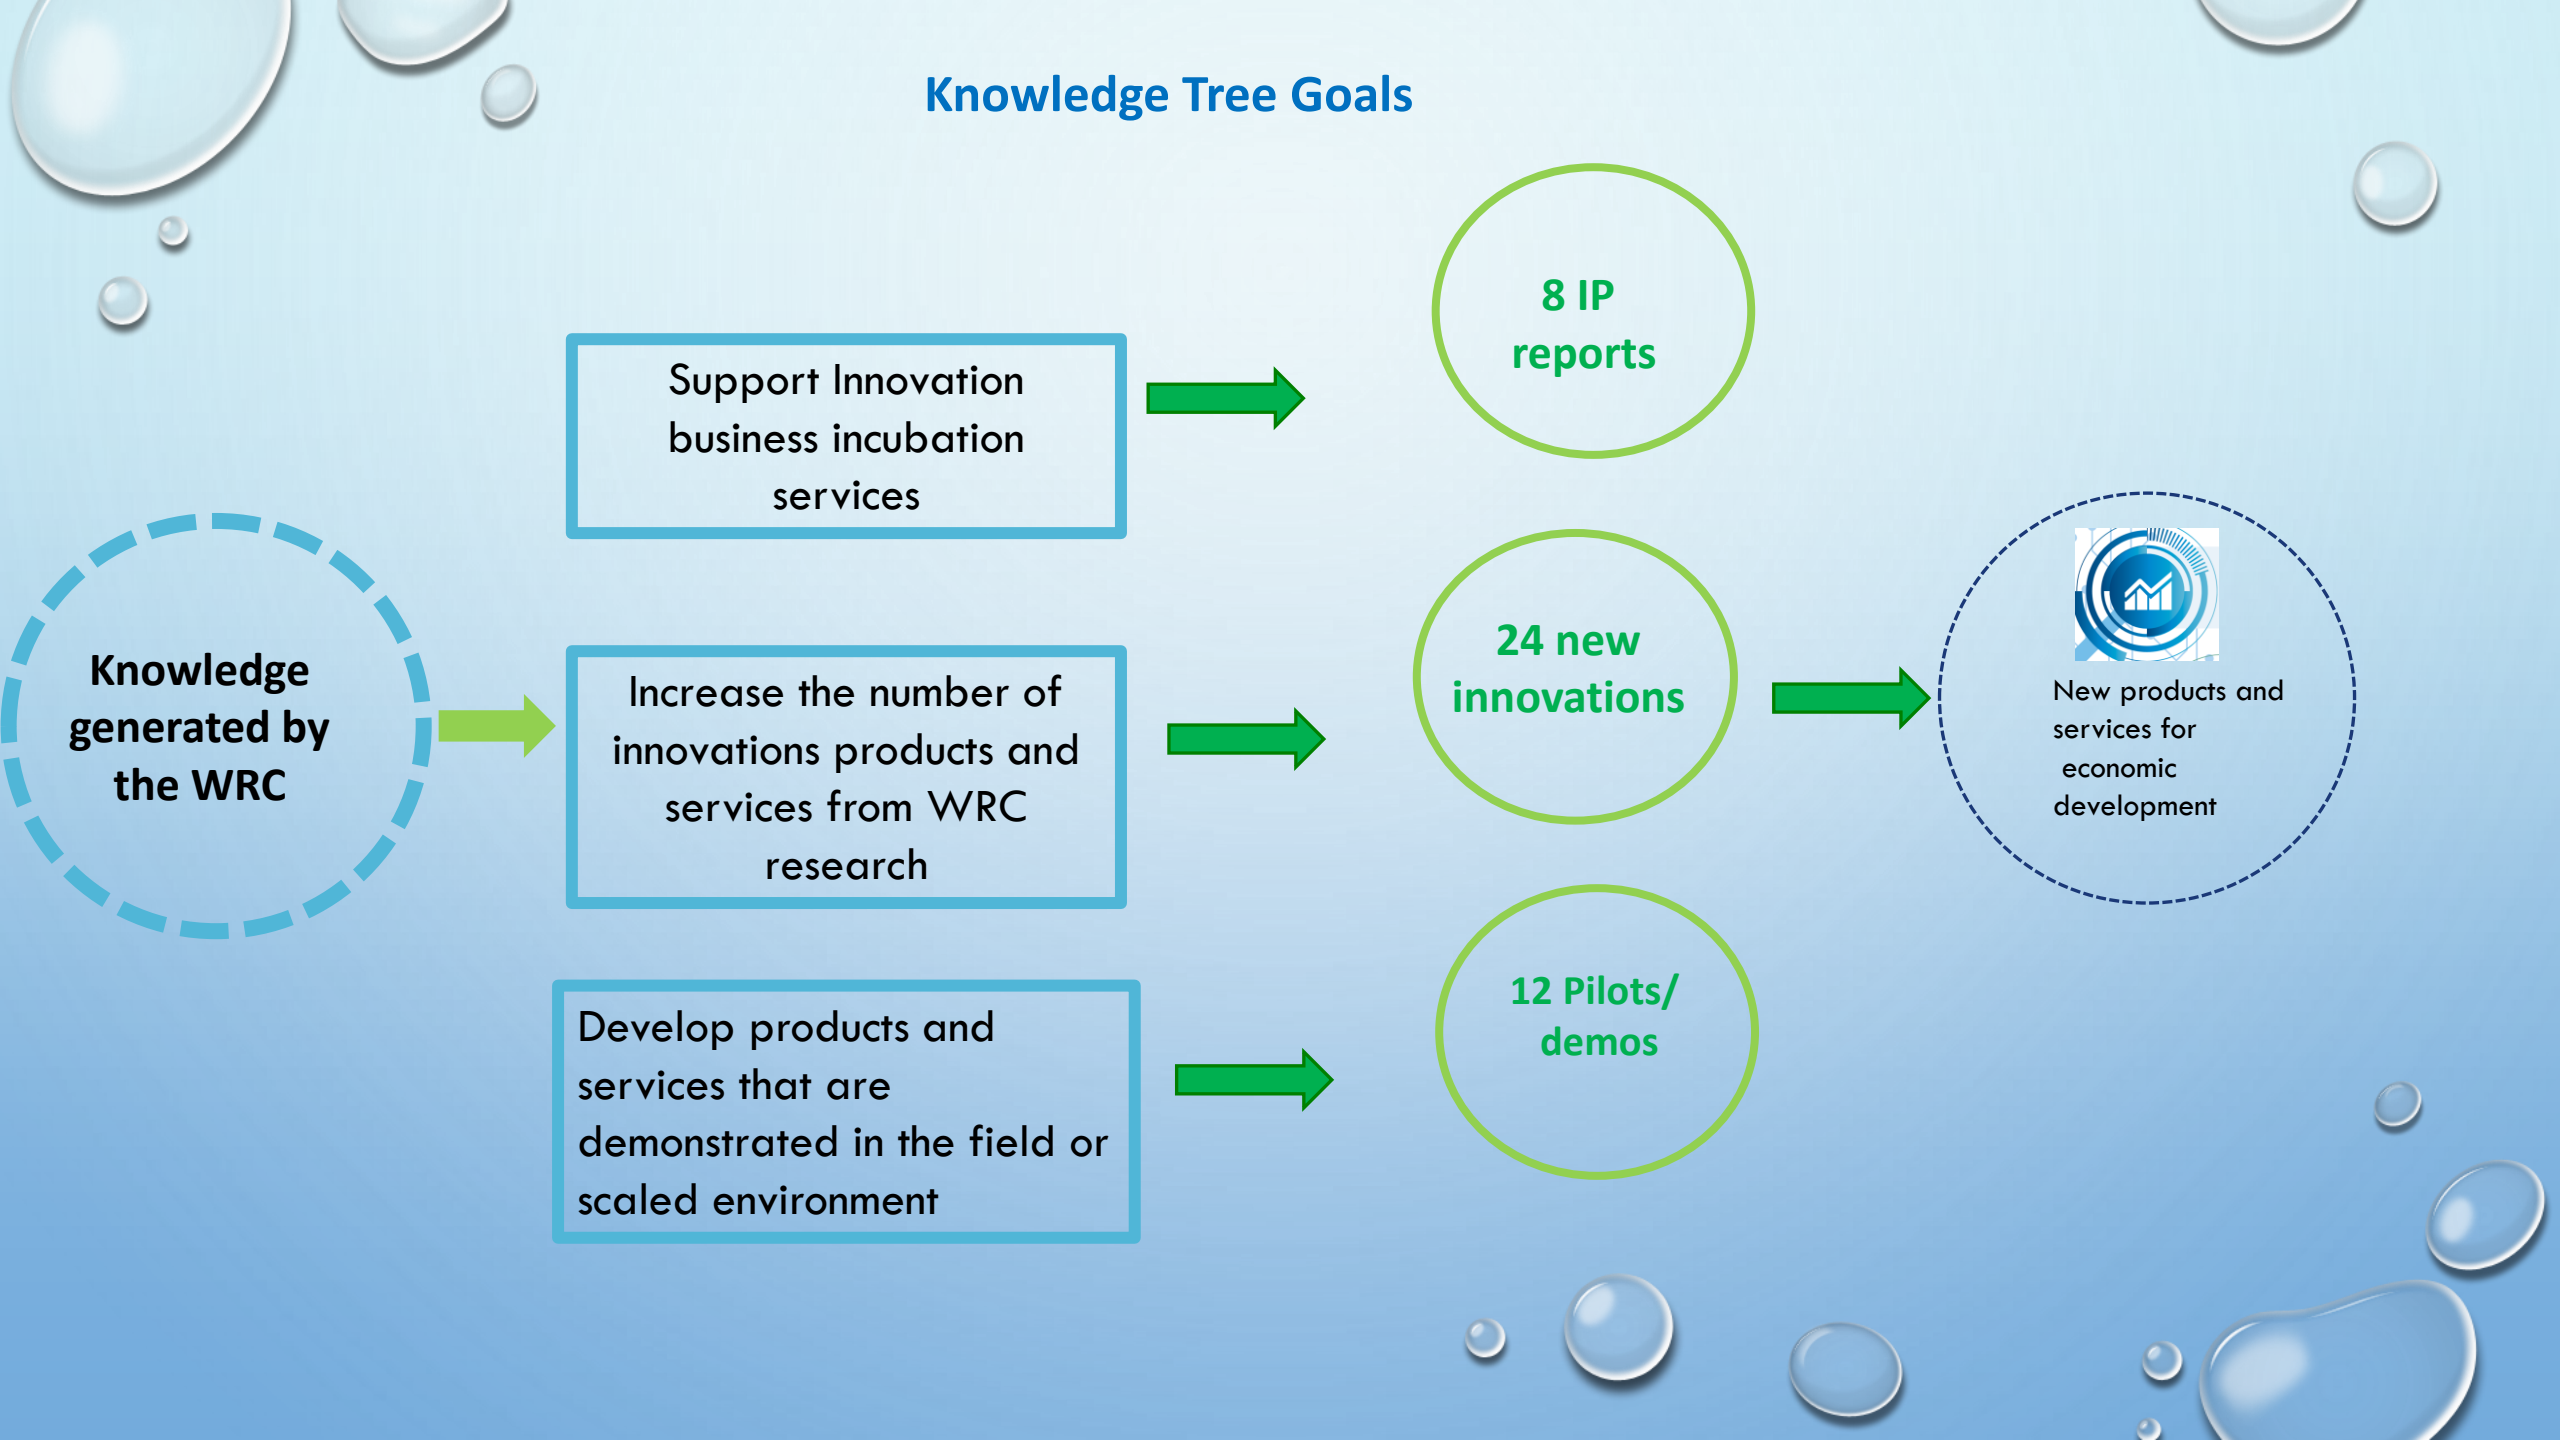 Knowledge Tree Goals
Knowledge
generated by
the WRC
Support Innovation
business incubation
services
Increase the number of
innovations products and
services from WRC
research
Develop products and
services that are
demonstrated in the field or
scaled environment
8 IP
reports
24 new
innovations
12 Pilots/
demos
New products and
services for
economic
development